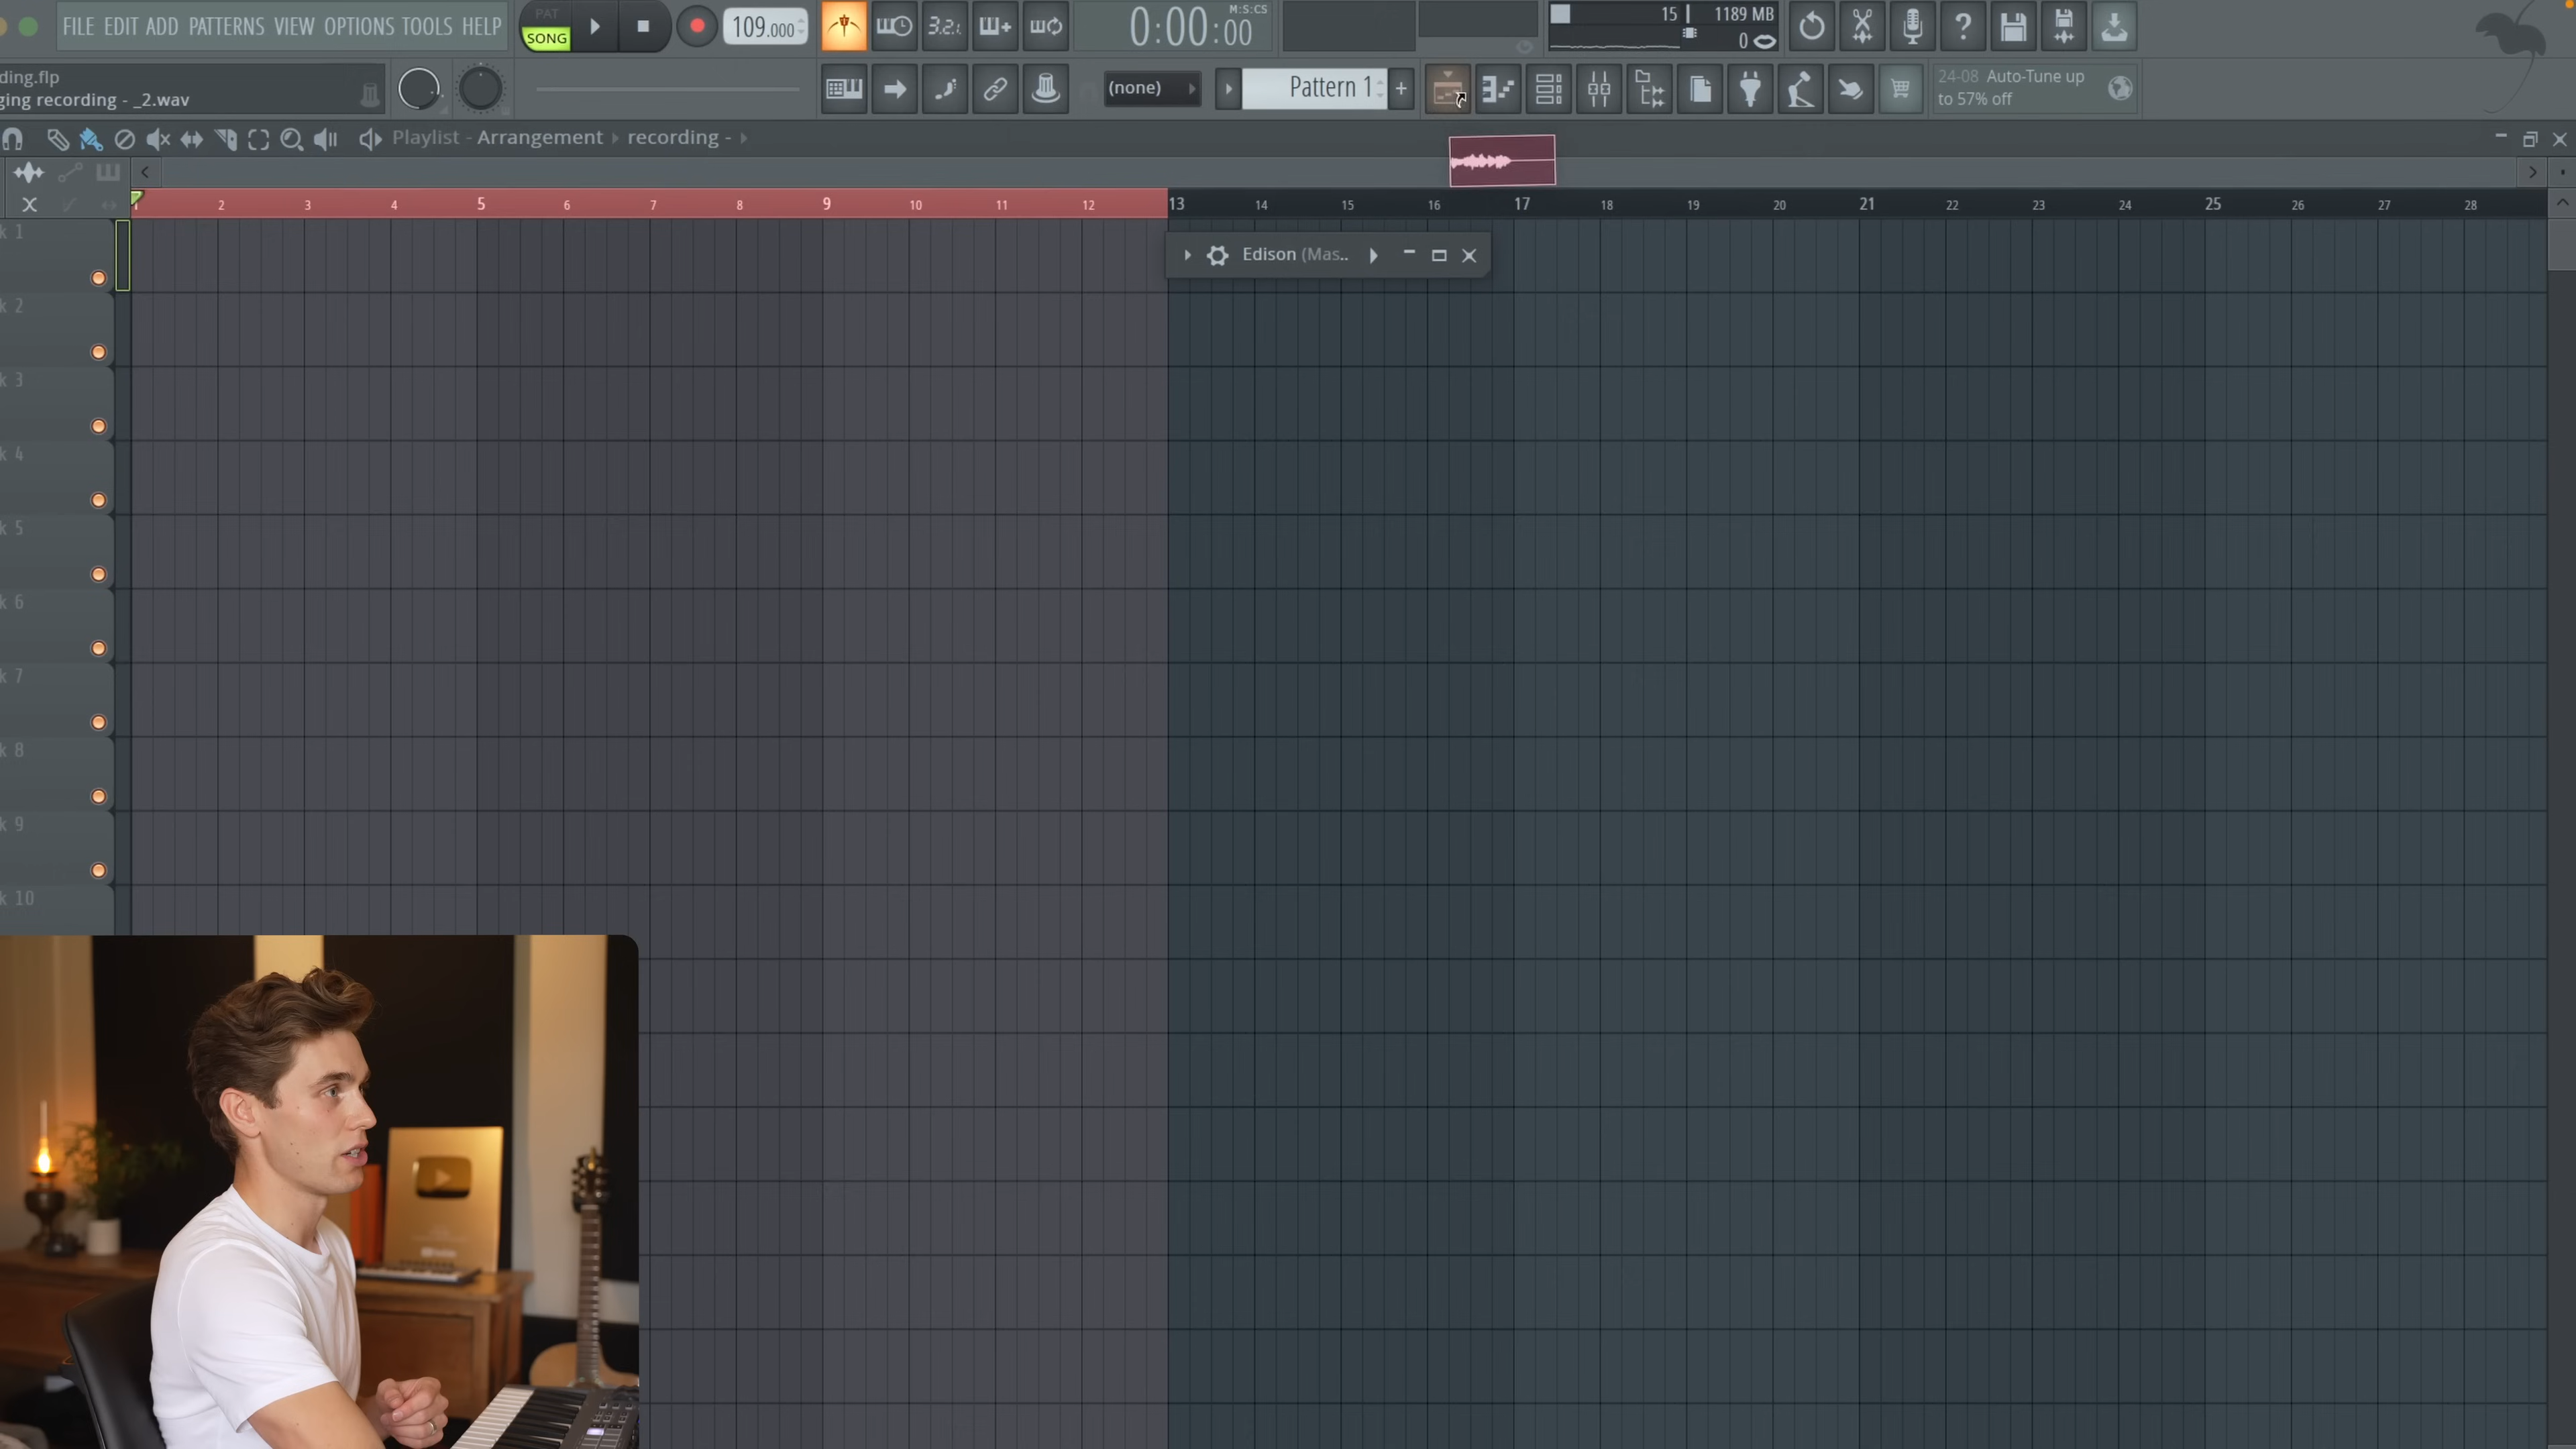 FILE EDIT ADD PATTERNS VIEW OPTIONS TOOLS HELP
PAT
SONG
109.000
3.2.1
M:S:CS
0:00:00
15
1189 MB
0
?
ding.flp
ging recording - _2.wav
(none)
Pattern 1
+
24-08 Auto-Tune up
to 57% off
Playlist - Arrangement recording -
2 3 4 5 6 7 8 9 10 11 12 13 14 15 16 17 18 19 20 21 22 23 24 25 26 27 28
k 1
Edison (Mas..
k 2
k 3
k 4
k 5
k 6
k 7
k 8
k 9
k 10